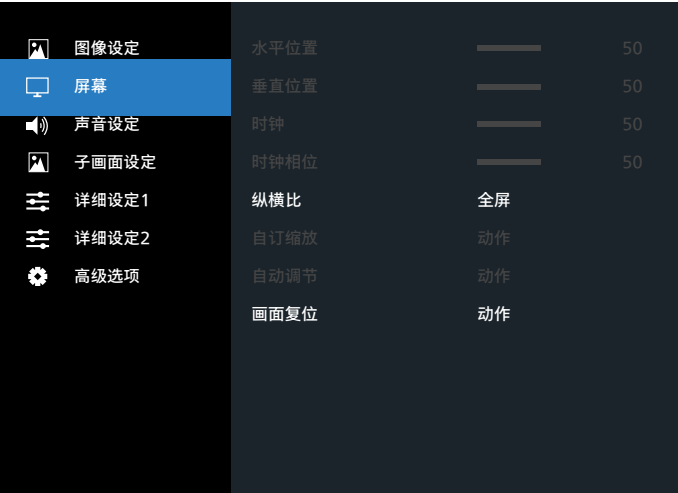 图像设定
水平位置 50
屏幕
垂直位置 50
声音设定
时钟 50
子画面设定
时钟相位 50
详细设定1
纵横比 全屏
详细设定2
自订缩放 动作
高级选项
自动调节 动作
画面复位 动作